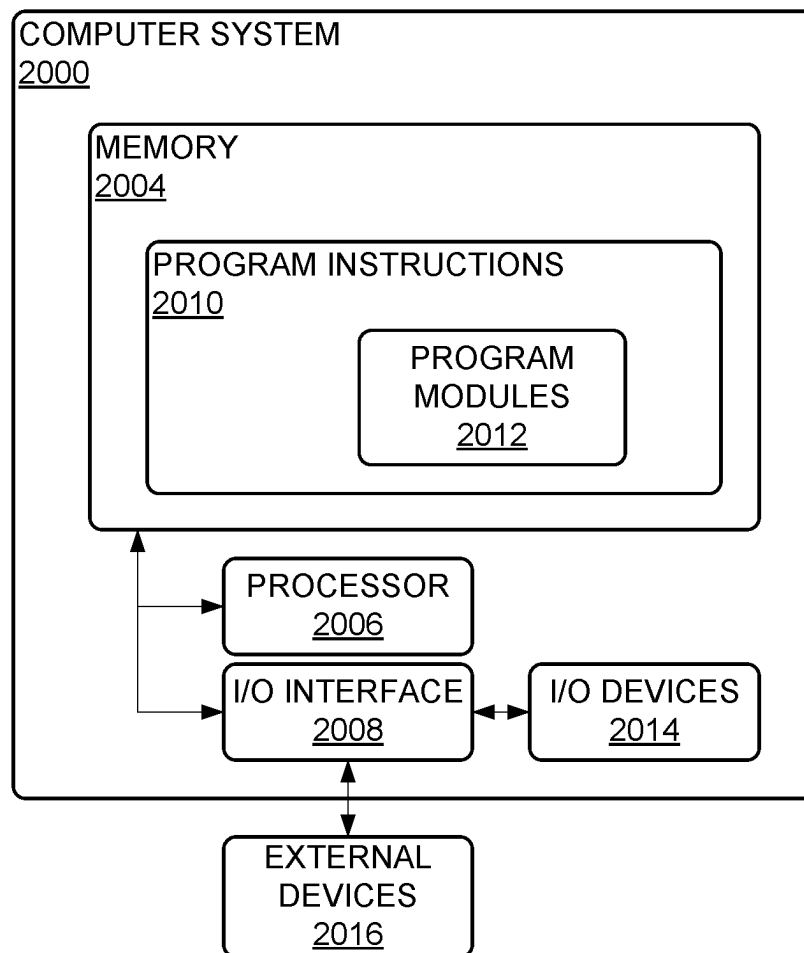 COMPUTER SYSTEM
2000
MEMORY
2004
PROGRAM INSTRUCTIONS
2010
PROGRAM
MODULES
2012
PROCESSOR
2006
I/O INTERFACE
2008
I/O DEVICES
2014
EXTERNAL
DEVICES
2016